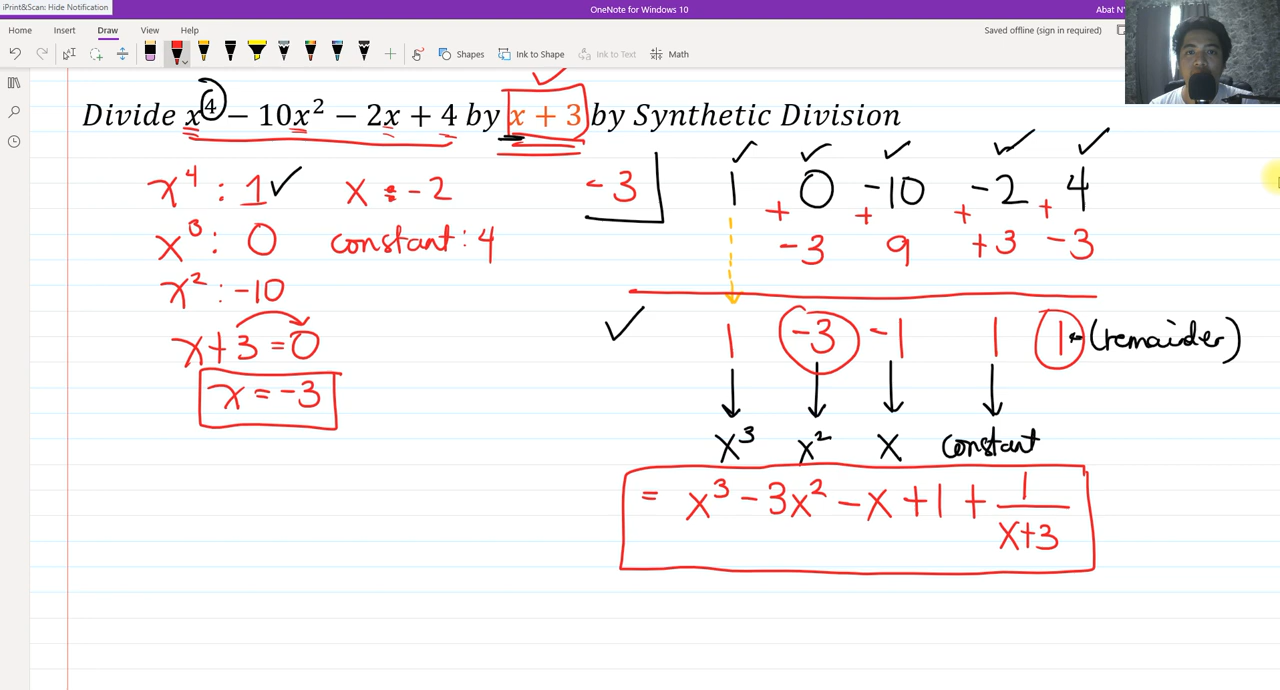 iPrint&Scan: Hide Notification
OneNote for Windows 10
Abat N
Home Insert Draw View Help
Saved offline (sign in required)
Shapes Ink to Shape Ink to Text Math
Divide x⁴ − 10x² − 2x + 4 by x + 3 by Synthetic Division
x⁴ : 1 ✓ x : -2
x³ : 0 constant : 4
x² : -10
x+3 = 0
x = -3
✓ ✓ ✓ ✓ ✓
-3 1 0 -10 -2 4
+ + + +
-3 9 +3 -3
✓ 1 -3 -1 1 1 ← (remainder)
x³ x² x constant
= x³ - 3x² - x + 1 + 1/(x+3)